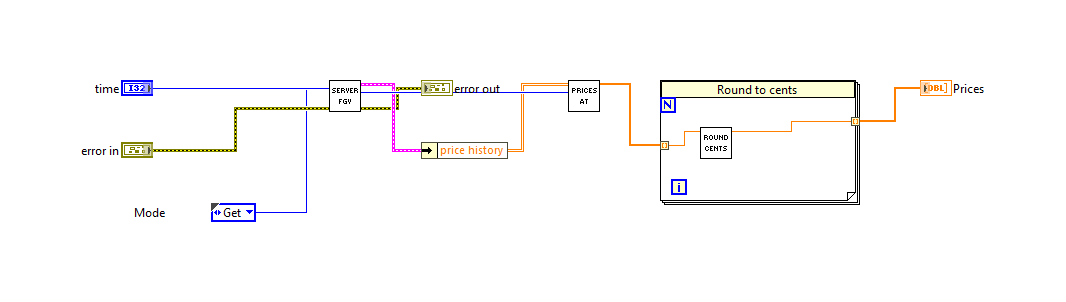 time
I32
SERVER
FGV
error out
PRICES
AT
Round to cents
N
DBL]
Prices
error in
price history
ROUND
CENTS
i
Mode
Get